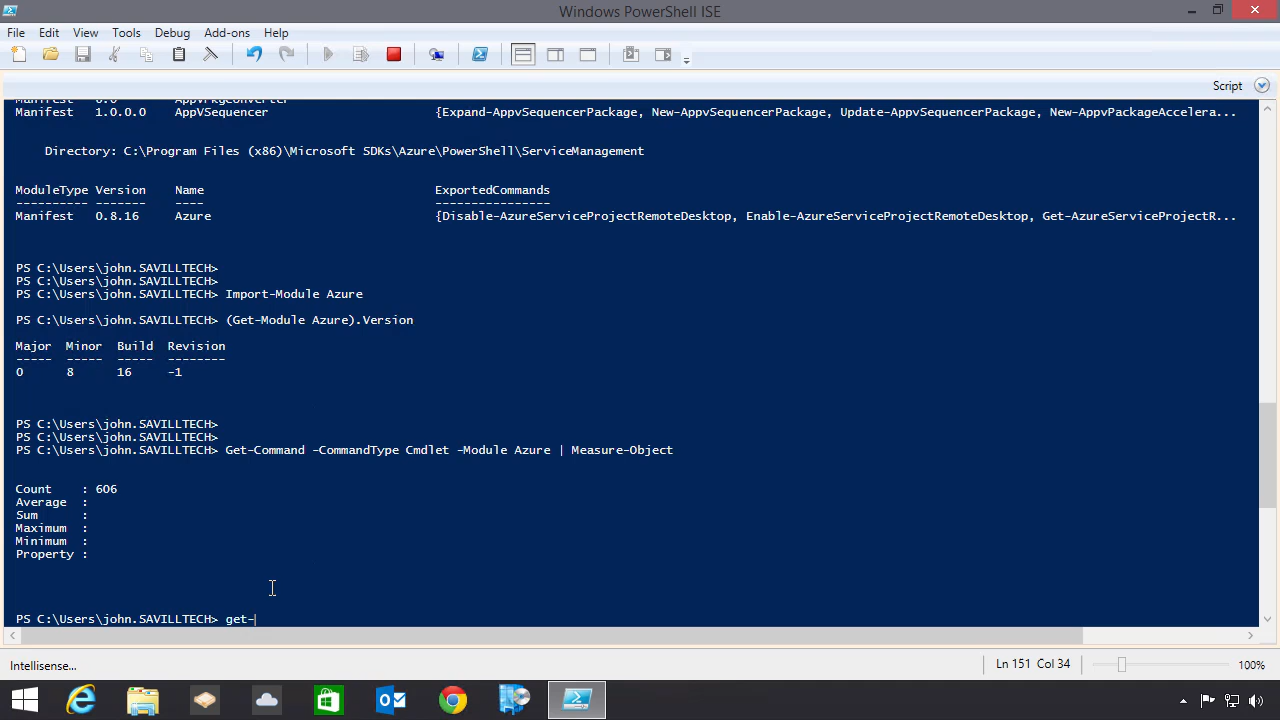 Windows PowerShell ISE
File Edit View Tools Debug Add-ons Help
Script
Manifest 0.0 AppvPkgConverter
Manifest 1.0.0.0 AppVSequencer {Expand-AppvSequencerPackage, New-AppvSequencerPackage, Update-AppvSequencerPackage, New-AppvPackageAccelera...
Directory: C:\Program Files (x86)\Microsoft SDKs\Azure\PowerShell\ServiceManagement
ModuleType Version Name ExportedCommands
---------- ------- ---- ----------------
Manifest 0.8.16 Azure {Disable-AzureServiceProjectRemoteDesktop, Enable-AzureServiceProjectRemoteDesktop, Get-AzureServiceProjectR...
PS C:\Users\john.SAVILLTECH>
PS C:\Users\john.SAVILLTECH>
PS C:\Users\john.SAVILLTECH> Import-Module Azure
PS C:\Users\john.SAVILLTECH> (Get-Module Azure).Version
Major Minor Build Revision
----- ----- ----- --------
0 8 16 -1
PS C:\Users\john.SAVILLTECH>
PS C:\Users\john.SAVILLTECH>
PS C:\Users\john.SAVILLTECH> Get-Command -CommandType Cmdlet -Module Azure | Measure-Object
Count : 606
Average :
Sum :
Maximum :
Minimum :
Property :
PS C:\Users\john.SAVILLTECH> get-
Intellisense... Ln 151 Col 34 100%